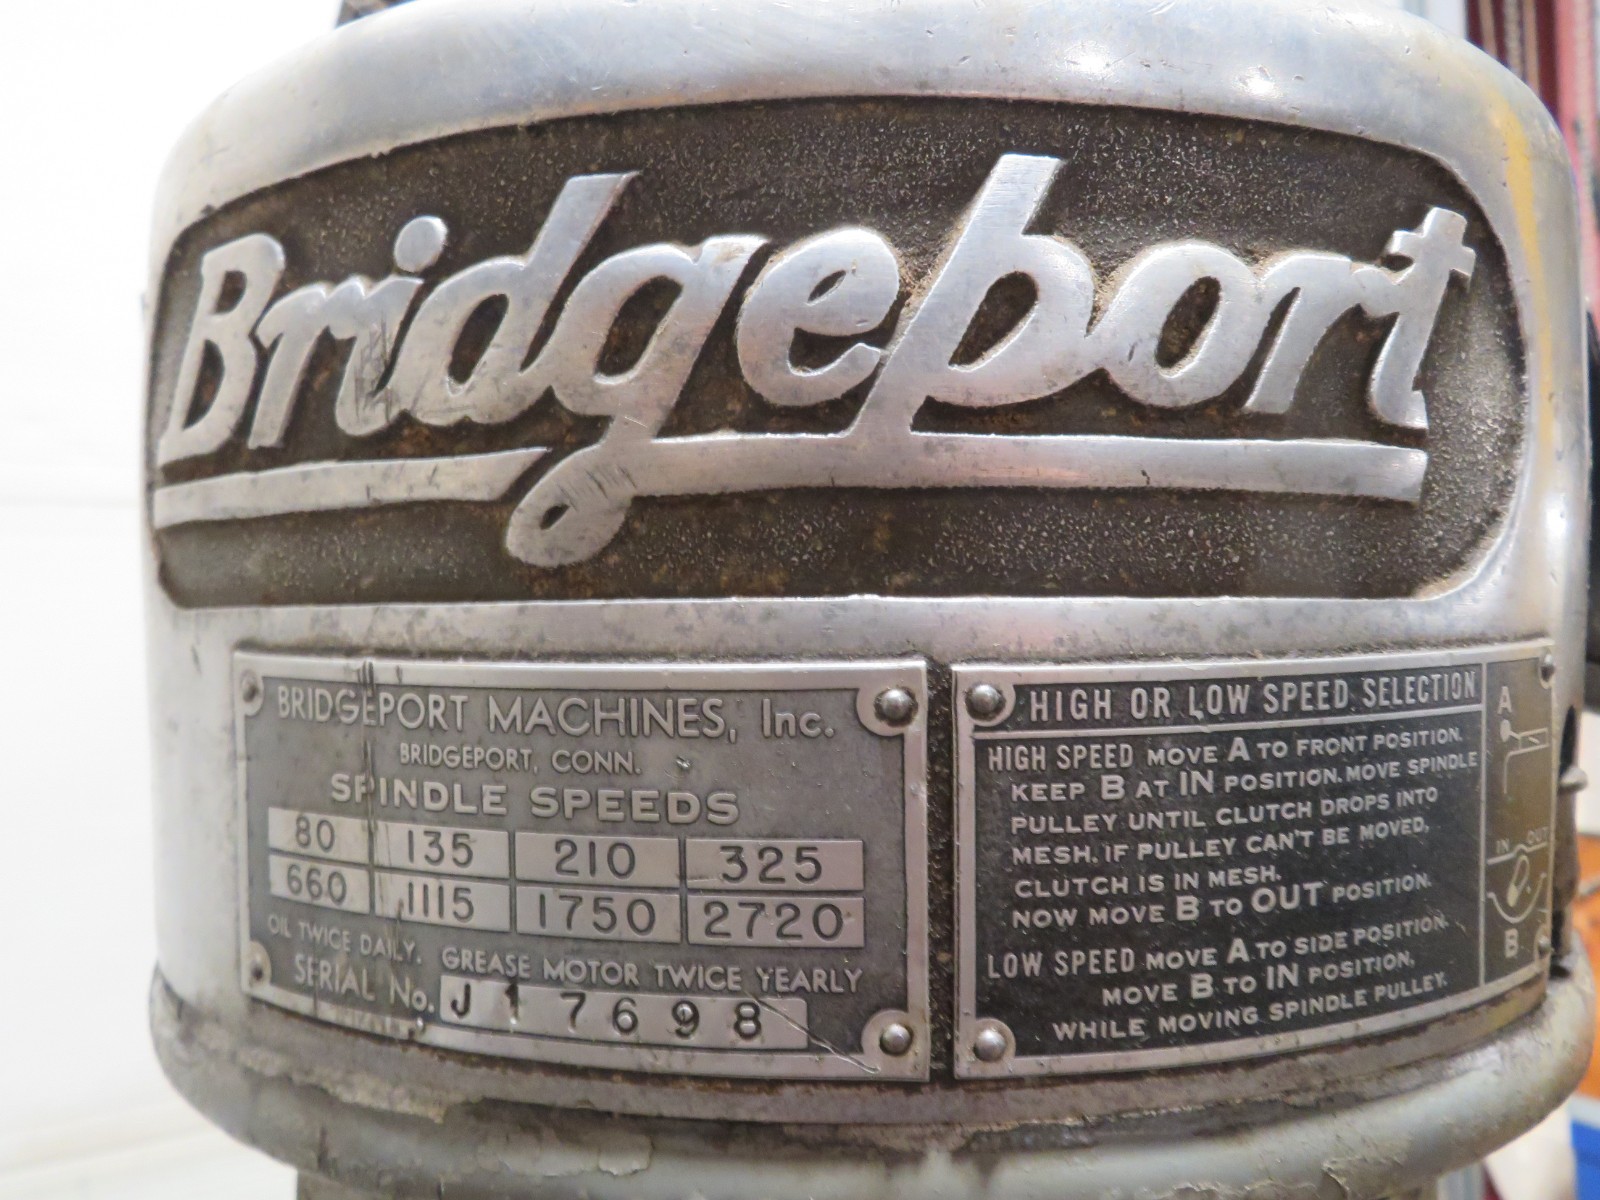 Bridgeport
BRIDGEPORT MACHINES, Inc.
BRIDGEPORT, CONN.
SPINDLE SPEEDS
80 135 210 325
660 1115 1750 2720
OIL TWICE DAILY. GREASE MOTOR TWICE YEARLY
SERIAL No. J17698
HIGH OR LOW SPEED SELECTION
HIGH SPEED MOVE A TO FRONT POSITION.
KEEP B AT IN POSITION. MOVE SPINDLE
PULLEY UNTIL CLUTCH DROPS INTO
MESH. IF PULLEY CAN'T BE MOVED,
CLUTCH IS IN MESH.
NOW MOVE B TO OUT POSITION.
LOW SPEED MOVE A TO SIDE POSITION.
MOVE B TO IN POSITION,
WHILE MOVING SPINDLE PULLEY.
A
IN OUT
B